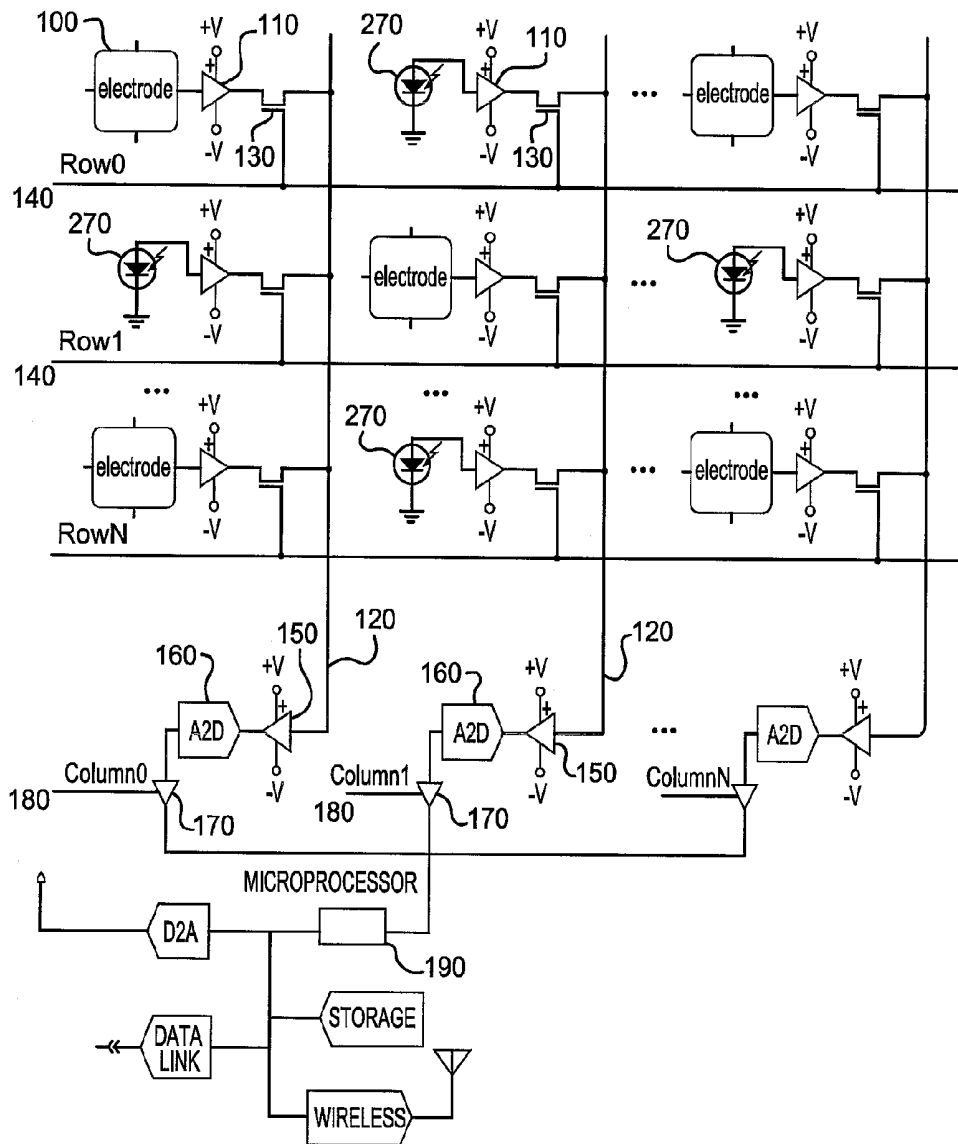 100 +V 110 270 +V 110 +V
electrode + + ... electrode +
-V 130 -V 130 -V
Row0
140
270 +V +V 270 +V
+ electrode + ... +
-V -V -V
Row1
140
... ... ...
+V 270 +V +V
electrode + + ... electrode +
-V -V -V
RowN
160 150 120 160 120
+V +V +V
A2D + A2D + ... A2D +
Column0 -V Column1 -V 150 ColumnN -V
180 170 180 170
MICROPROCESSOR
D2A
190
STORAGE
DATA
LINK
WIRELESS